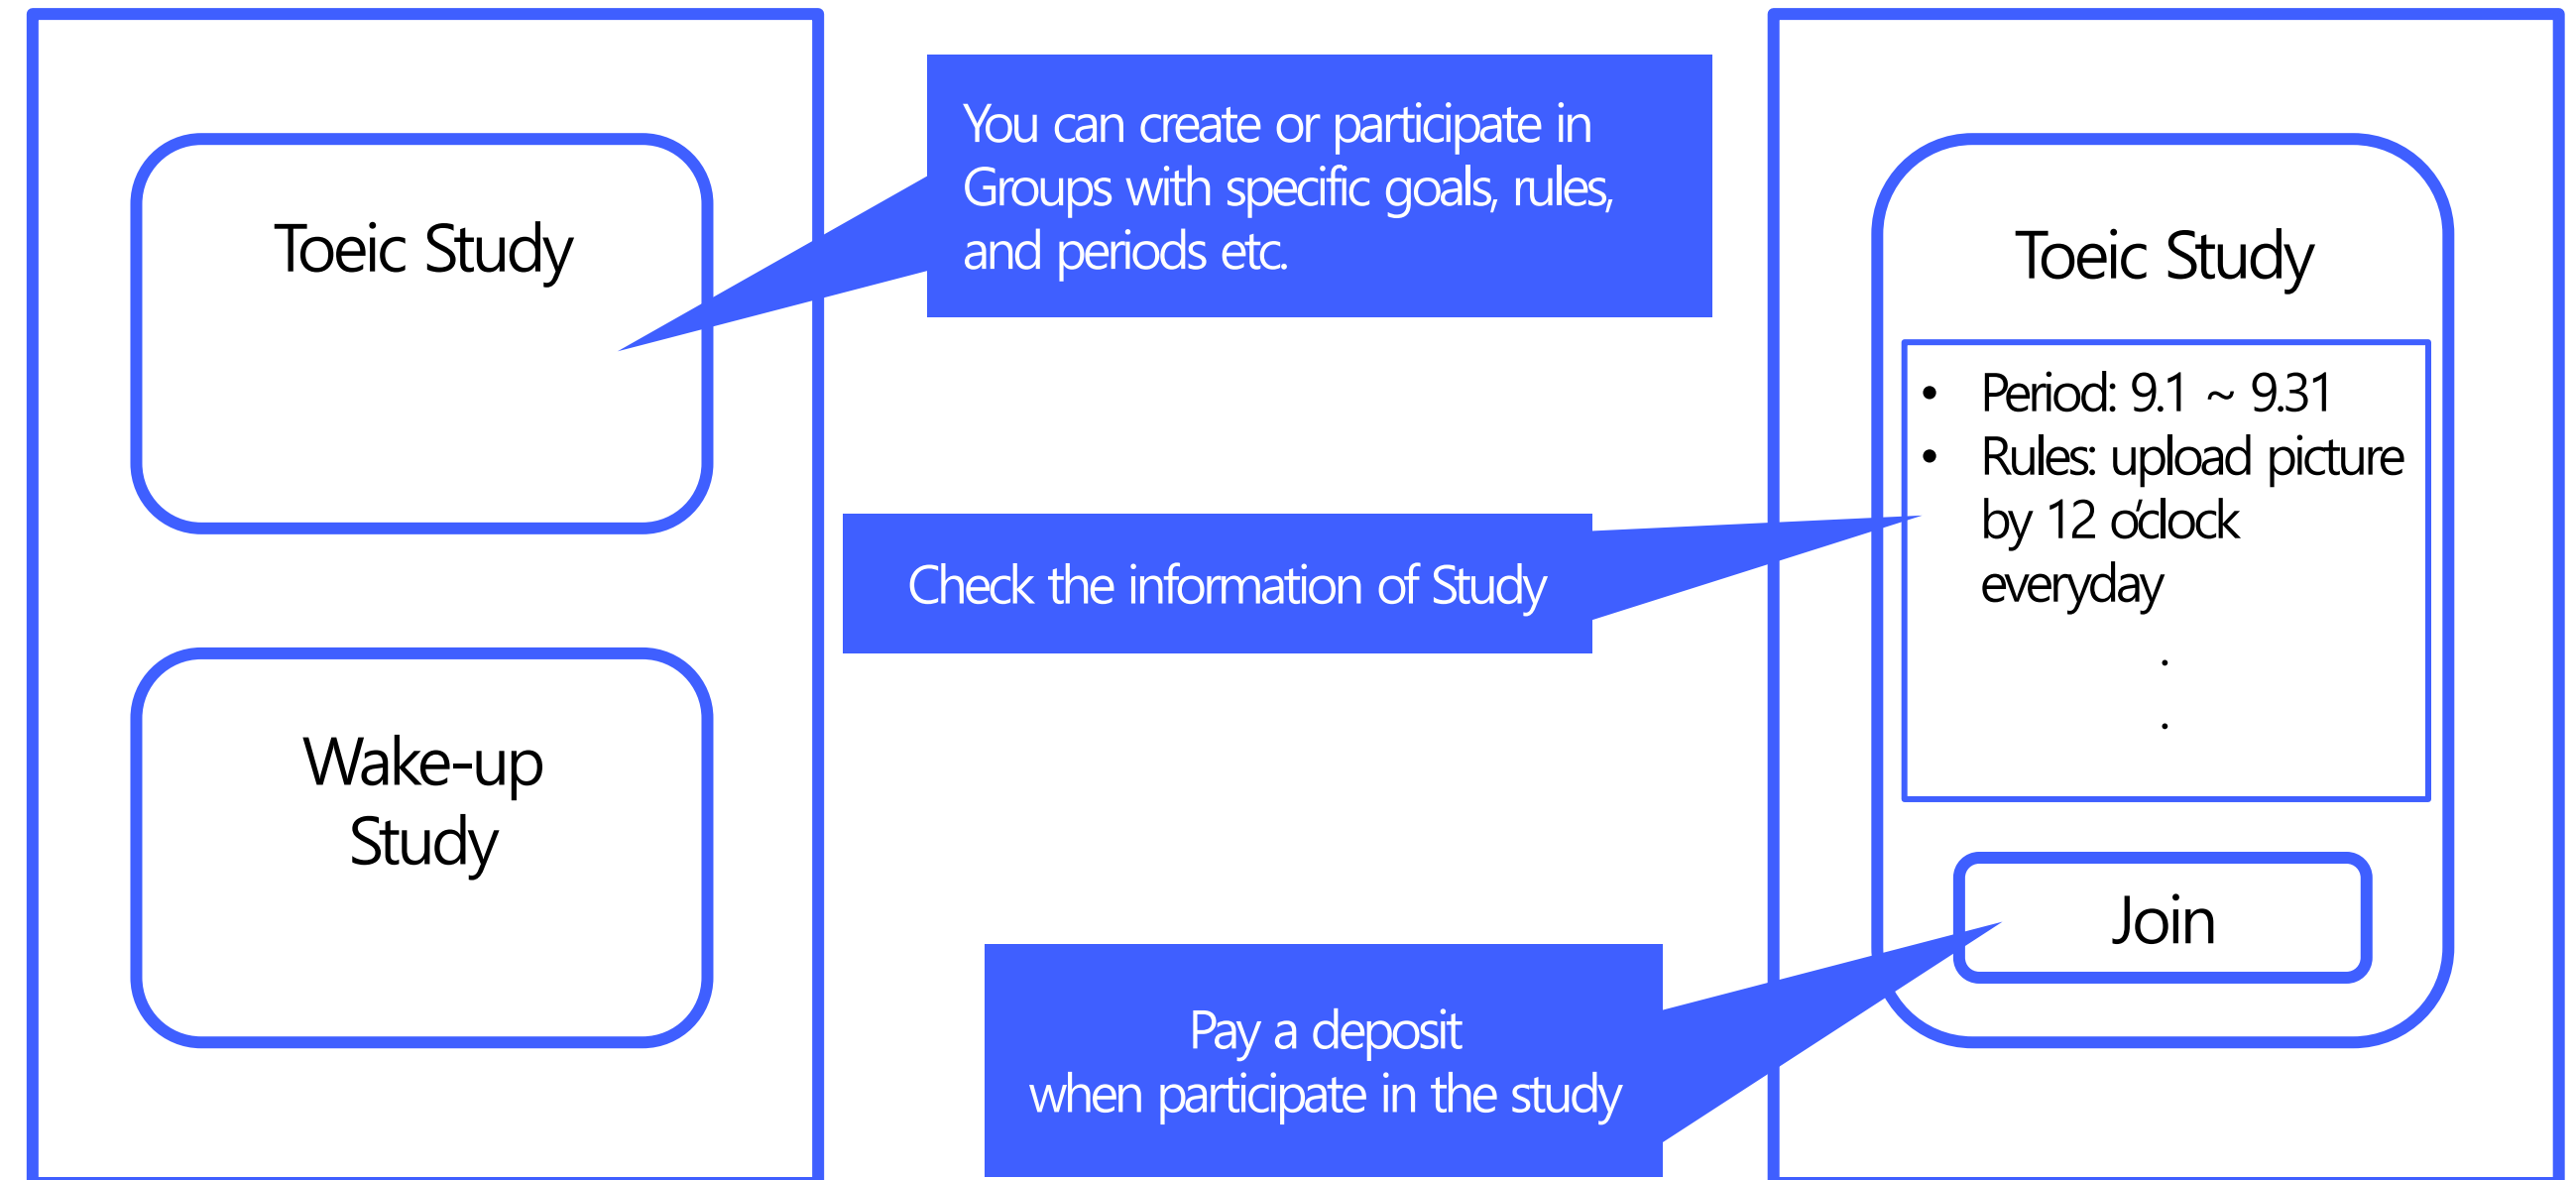 Toeic Study
Wake-up
Study
You can create or participate in
Groups with specific goals, rules,
and periods etc.
Check the information of Study
Pay a deposit
when participate in the study
Toeic Study
• Period: 9.1 ~ 9.31
• Rules: upload picture
by 12 o'clock
everyday
.
.
Join